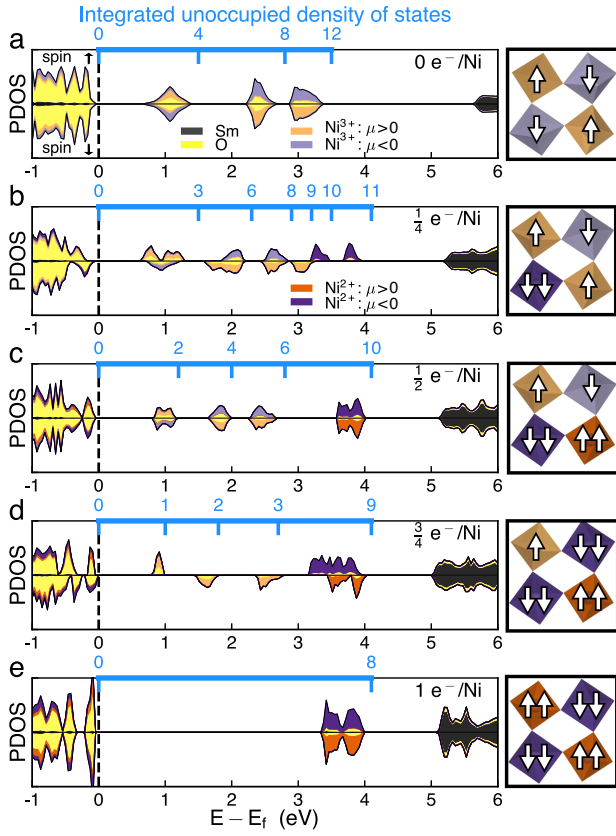 Integrated unoccupied density of states
0 4 8 12
a
spin ↑
0 e⁻/Ni
PDOS
spin ↓
Sm
O
Ni³⁺: μ>0
Ni³⁺: μ<0
-1 0 1 2 3 4 5 6
0 3 6 8 9 10 11
b
1/4 e⁻/Ni
PDOS
Ni²⁺: μ>0
Ni²⁺: μ<0
-1 0 1 2 3 4 5 6
0 2 4 6 10
c
1/2 e⁻/Ni
PDOS
-1 0 1 2 3 4 5 6
0 1 2 3 9
d
3/4 e⁻/Ni
PDOS
-1 0 1 2 3 4 5 6
0 8
e
1 e⁻/Ni
PDOS
-1 0 1 2 3 4 5 6
E − E_f (eV)